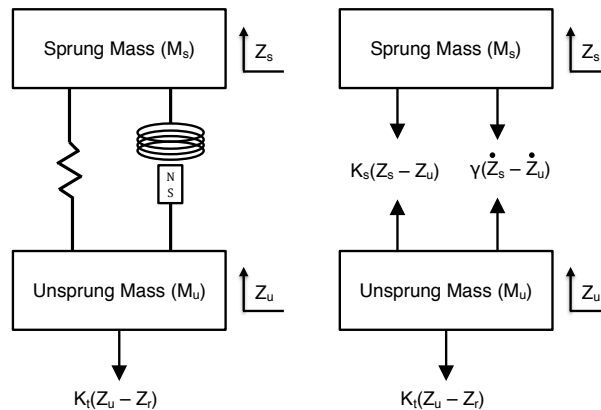 Sprung Mass (Mₛ)
Zₛ
N
S
Unsprung Mass (Mᵤ)
Zᵤ
Kₜ(Zᵤ – Zᵣ)
Sprung Mass (Mₛ)
Zₛ
Kₛ(Zₛ – Zᵤ)
γ(Żₛ – Żᵤ)
Unsprung Mass (Mᵤ)
Zᵤ
Kₜ(Zᵤ – Zᵣ)